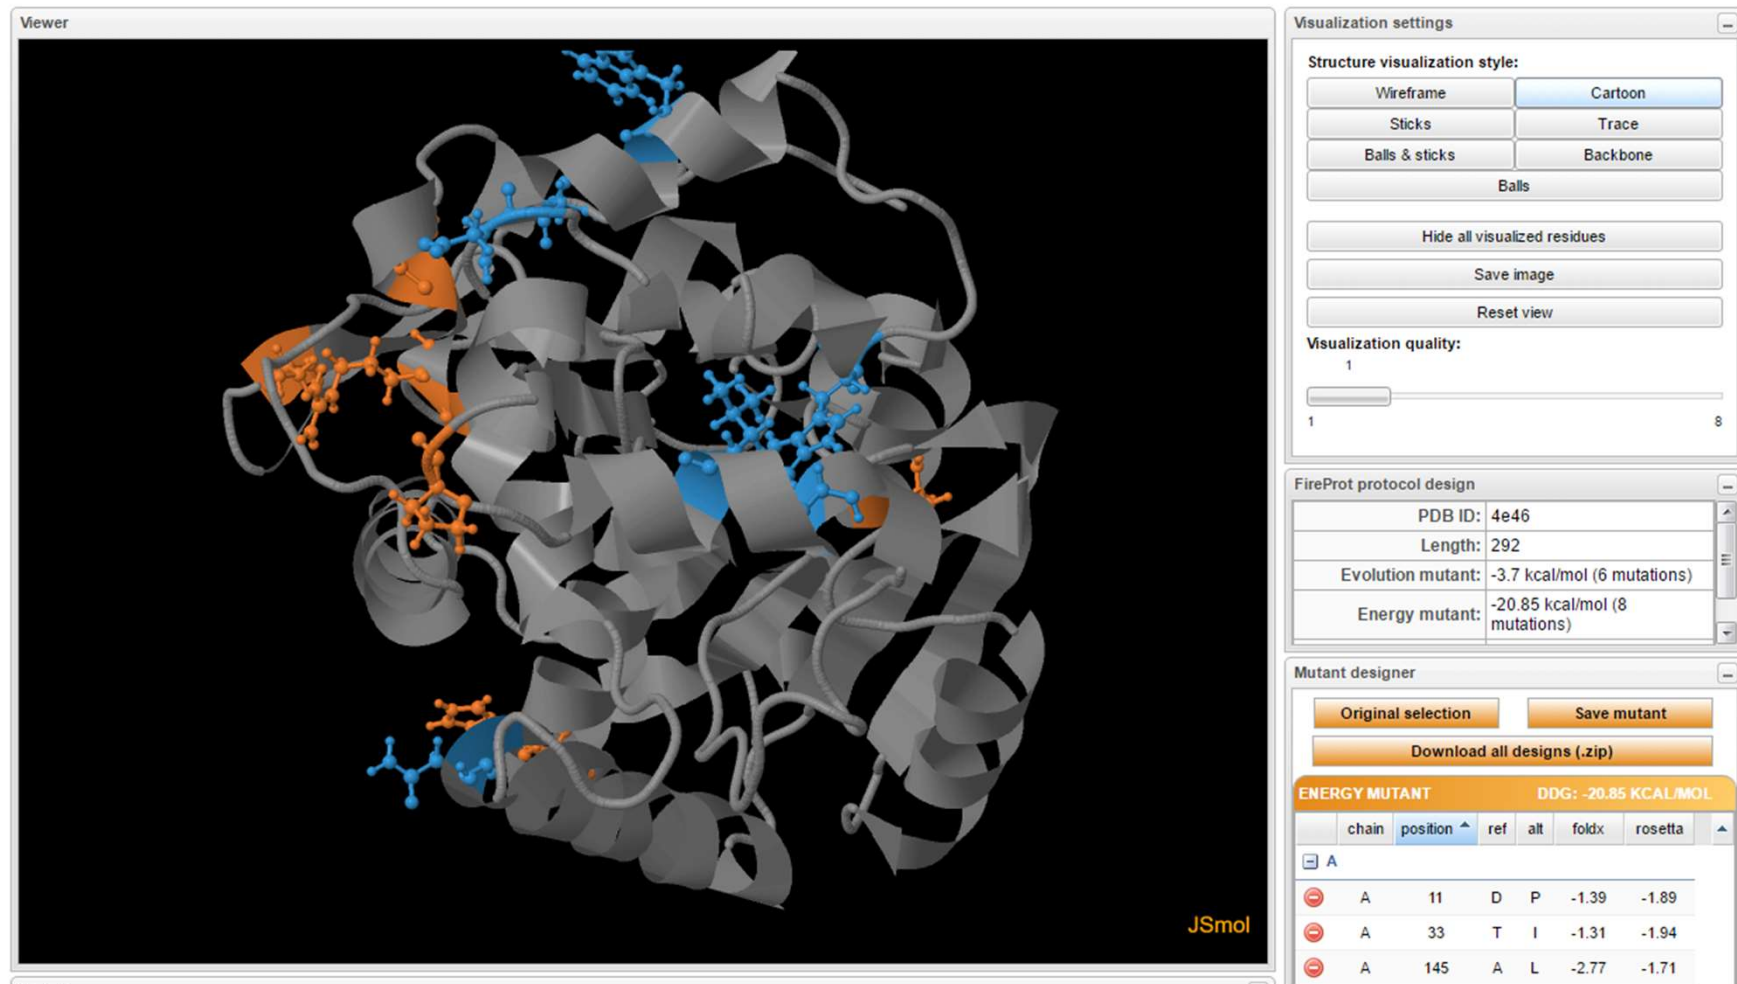 Viewer
JSmol
Visualization settings
Structure visualization style:
Wireframe Cartoon
Sticks Trace
Balls & sticks Backbone
Balls
Hide all visualized residues
Save image
Reset view
Visualization quality:
1
1 8
FireProt protocol design
PDB ID: 4e46
Length: 292
Evolution mutant: -3.7 kcal/mol (6 mutations)
Energy mutant: -20.85 kcal/mol (8
mutations)
Mutant designer
Original selection Save mutant
Download all designs (.zip)
ENERGY MUTANT DDG: -20.85 KCAL/MOL
chain position ref alt foldx rosetta
A
A 11 D P -1.39 -1.89
A 33 T I -1.31 -1.94
A 145 A L -2.77 -1.71